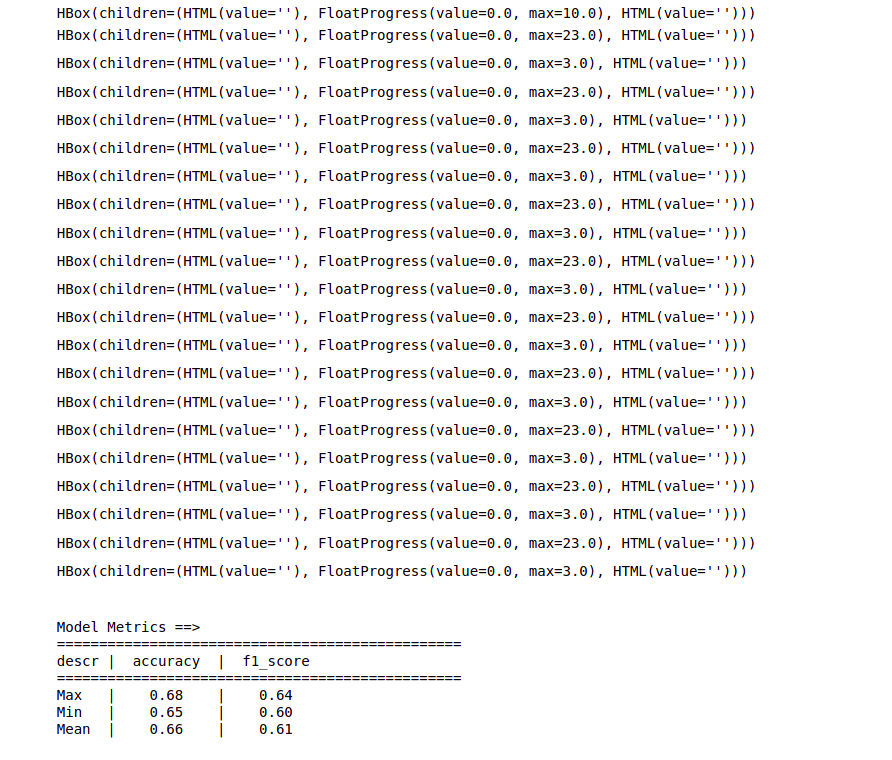 HBox(children=(HTML(value=''), FloatProgress(value=0.0, max=10.0), HTML(value='')))
HBox(children=(HTML(value=''), FloatProgress(value=0.0, max=23.0), HTML(value='')))
HBox(children=(HTML(value=''), FloatProgress(value=0.0, max=3.0), HTML(value='')))
HBox(children=(HTML(value=''), FloatProgress(value=0.0, max=23.0), HTML(value='')))
HBox(children=(HTML(value=''), FloatProgress(value=0.0, max=3.0), HTML(value='')))
HBox(children=(HTML(value=''), FloatProgress(value=0.0, max=23.0), HTML(value='')))
HBox(children=(HTML(value=''), FloatProgress(value=0.0, max=3.0), HTML(value='')))
HBox(children=(HTML(value=''), FloatProgress(value=0.0, max=23.0), HTML(value='')))
HBox(children=(HTML(value=''), FloatProgress(value=0.0, max=3.0), HTML(value='')))
HBox(children=(HTML(value=''), FloatProgress(value=0.0, max=23.0), HTML(value='')))
HBox(children=(HTML(value=''), FloatProgress(value=0.0, max=3.0), HTML(value='')))
HBox(children=(HTML(value=''), FloatProgress(value=0.0, max=23.0), HTML(value='')))
HBox(children=(HTML(value=''), FloatProgress(value=0.0, max=3.0), HTML(value='')))
HBox(children=(HTML(value=''), FloatProgress(value=0.0, max=23.0), HTML(value='')))
HBox(children=(HTML(value=''), FloatProgress(value=0.0, max=3.0), HTML(value='')))
HBox(children=(HTML(value=''), FloatProgress(value=0.0, max=23.0), HTML(value='')))
HBox(children=(HTML(value=''), FloatProgress(value=0.0, max=3.0), HTML(value='')))
HBox(children=(HTML(value=''), FloatProgress(value=0.0, max=23.0), HTML(value='')))
HBox(children=(HTML(value=''), FloatProgress(value=0.0, max=3.0), HTML(value='')))
HBox(children=(HTML(value=''), FloatProgress(value=0.0, max=23.0), HTML(value='')))
HBox(children=(HTML(value=''), FloatProgress(value=0.0, max=3.0), HTML(value='')))
Model Metrics ==>
================================================
descr |  accuracy  |  f1_score
================================================
Max   |    0.68    |    0.64
Min   |    0.65    |    0.60
Mean  |    0.66    |    0.61